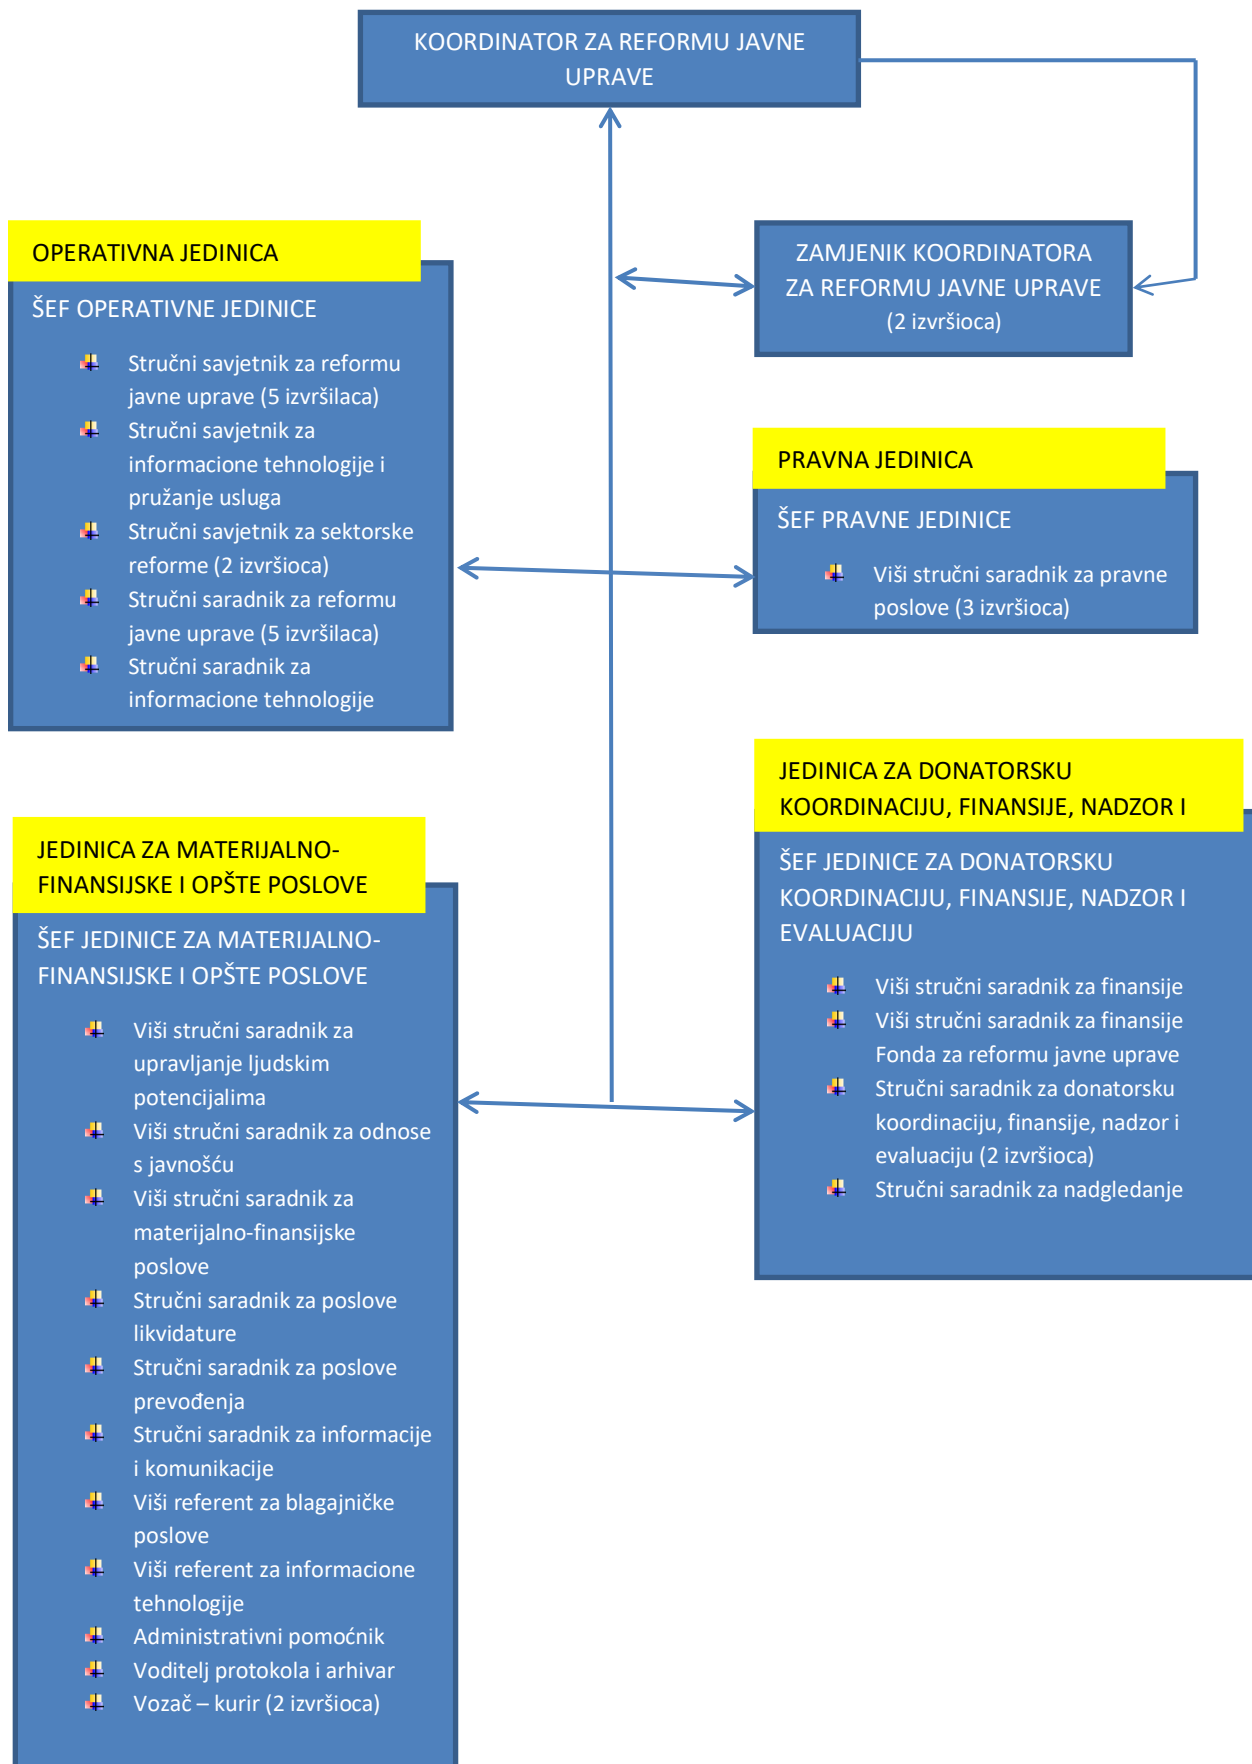 KOORDINATOR ZA REFORMU JAVNE
UPRAVE
ZAMJENIK KOORDINATORA
ZA REFORMU JAVNE UPRAVE
(2 izvršioca)
OPERATIVNA JEDINICA
ŠEF OPERATIVNE JEDINICE
Stručni savjetnik za reformu
javne uprave (5 izvršilaca)
Stručni savjetnik za
informacione tehnologije i
pružanje usluga
Stručni savjetnik za sektorske
reforme (2 izvršioca)
Stručni saradnik za reformu
javne uprave (5 izvršilaca)
Stručni saradnik za
informacione tehnologije
PRAVNA JEDINICA
ŠEF PRAVNE JEDINICE
Viši stručni saradnik za pravne
poslove (3 izvršioca)
JEDINICA ZA MATERIJALNO-
FINANSIJSKE I OPŠTE POSLOVE
ŠEF JEDINICE ZA MATERIJALNO-
FINANSIJSKE I OPŠTE POSLOVE
Viši stručni saradnik za
upravljanje ljudskim
potencijalima
Viši stručni saradnik za odnose
s javnošću
Viši stručni saradnik za
materijalno-finansijske
poslove
Stručni saradnik za poslove
likvidature
Stručni saradnik za poslove
prevođenja
Stručni saradnik za informacije
i komunikacije
Viši referent za blagajničke
poslove
Viši referent za informacione
tehnologije
Administrativni pomoćnik
Voditelj protokola i arhivar
Vozač – kurir (2 izvršioca)
JEDINICA ZA DONATORSKU
KOORDINACIJU, FINANSIJE, NADZOR I
ŠEF JEDINICE ZA DONATORSKU
KOORDINACIJU, FINANSIJE, NADZOR I
EVALUACIJU
Viši stručni saradnik za finansije
Viši stručni saradnik za finansije
Fonda za reformu javne uprave
Stručni saradnik za donatorsku
koordinaciju, finansije, nadzor i
evaluaciju (2 izvršioca)
Stručni saradnik za nadgledanje